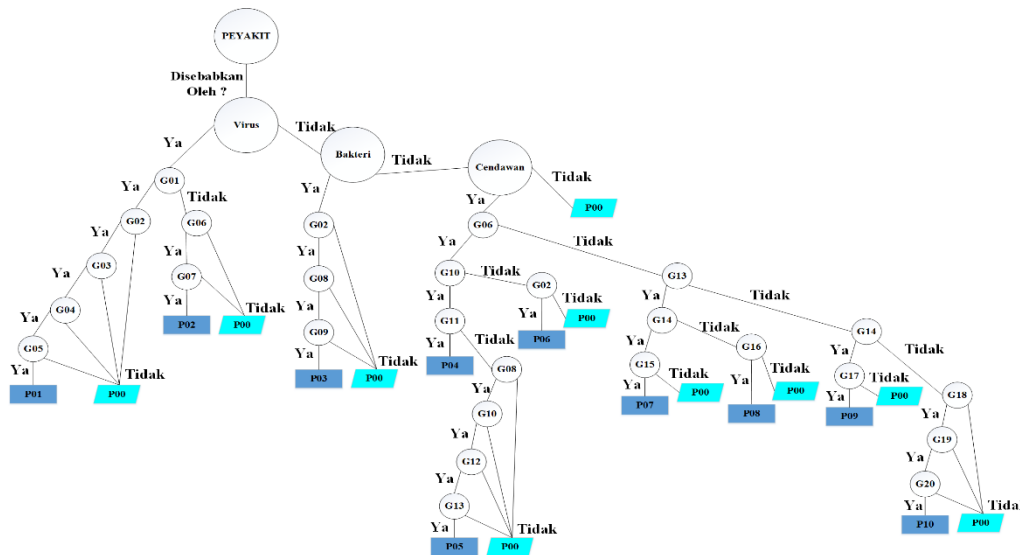 PEYAKIT
Disebabkan
Oleh ?
Virus
Tidak
Ya
Bakteri
Tidak
Cendawan
Tidak
Ya
G01
Ya
Ya
P00
Tidak
G02
G06
G02
G06
Ya
Tidak
Ya
Ya
Ya
G03
G07
G08
G10
Tidak
G02
G13
Ya
Ya
Ya
Ya
Ya
Tidak
Ya
Tidak
G04
P02
P00
Tidak
G09
G11
P06
P00
G14
Tidak
G14
Ya
Ya
Ya
Tidak
G16
Ya
Tidak
G05
P03
P00
Tidak
P04
G08
G15
Tidak
Ya
Tidak
G17
Tidak
Ya
Tidak
Ya
Ya
Ya
P01
P00
P07
P00
P08
P00
P09
P00
G18
G10
Ya
Ya
G19
G12
Ya
Ya
G20
G13
Ya
Tida
Ya
Tidak
P10
P00
P05
P00